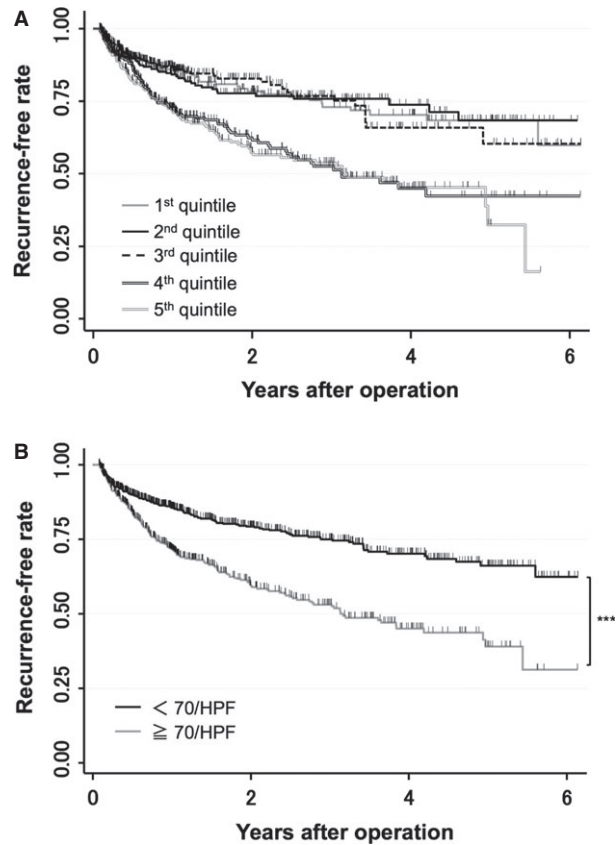 A
Recurrence-free rate
1.00
0.75
0.50
0.25
0.00
1st quintile
2nd quintile
3rd quintile
4th quintile
5th quintile
0 2 4 6
Years after operation
B
Recurrence-free rate
1.00
0.75
0.50
0.25
0.00
***
< 70/HPF
≧ 70/HPF
0 2 4 6
Years after operation